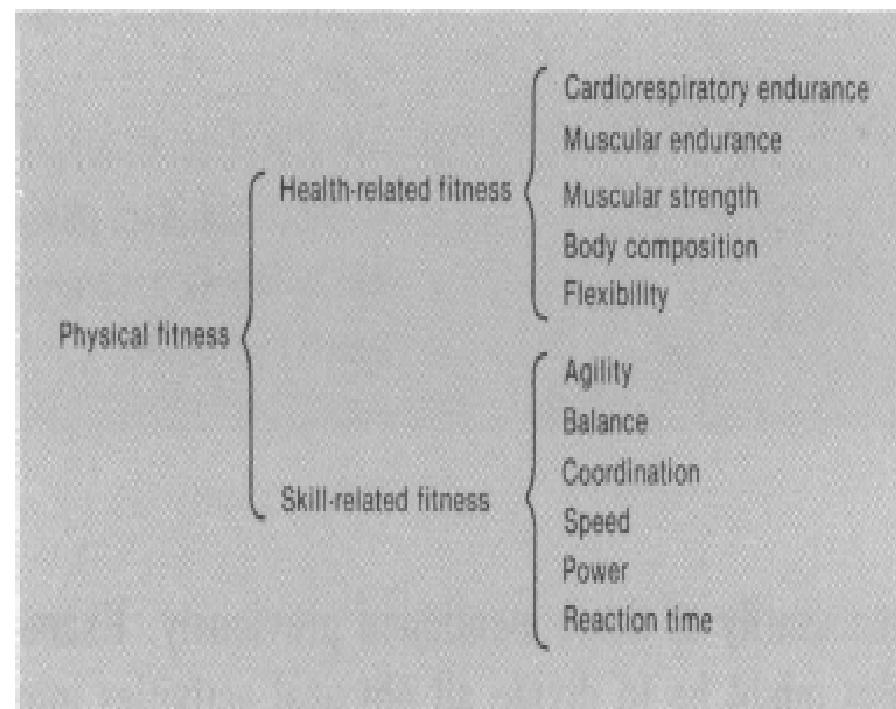 Physical fitness
Health-related fitness
Cardiorespiratory endurance
Muscular endurance
Muscular strength
Body composition
Flexibility
Skill-related fitness
Agility
Balance
Coordination
Speed
Power
Reaction time